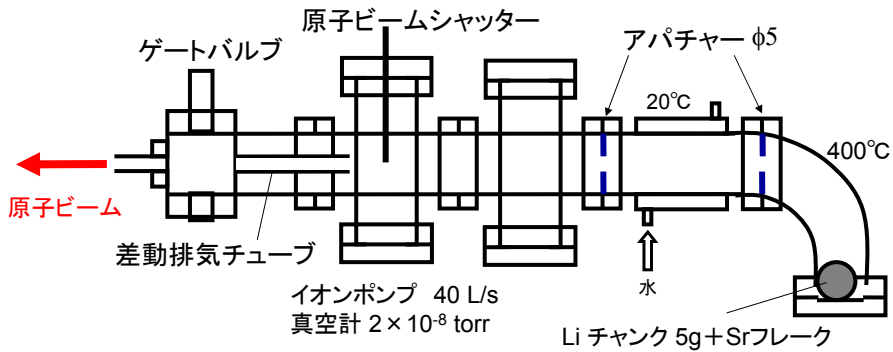 原子ビームシャッター
ゲートバルブ
アパチャー φ5
20℃
400℃
原子ビーム
差動排気チューブ
水
イオンポンプ 40 L/s
真空計 2×10⁻⁸ torr
Li チャンク 5g＋Srフレーク